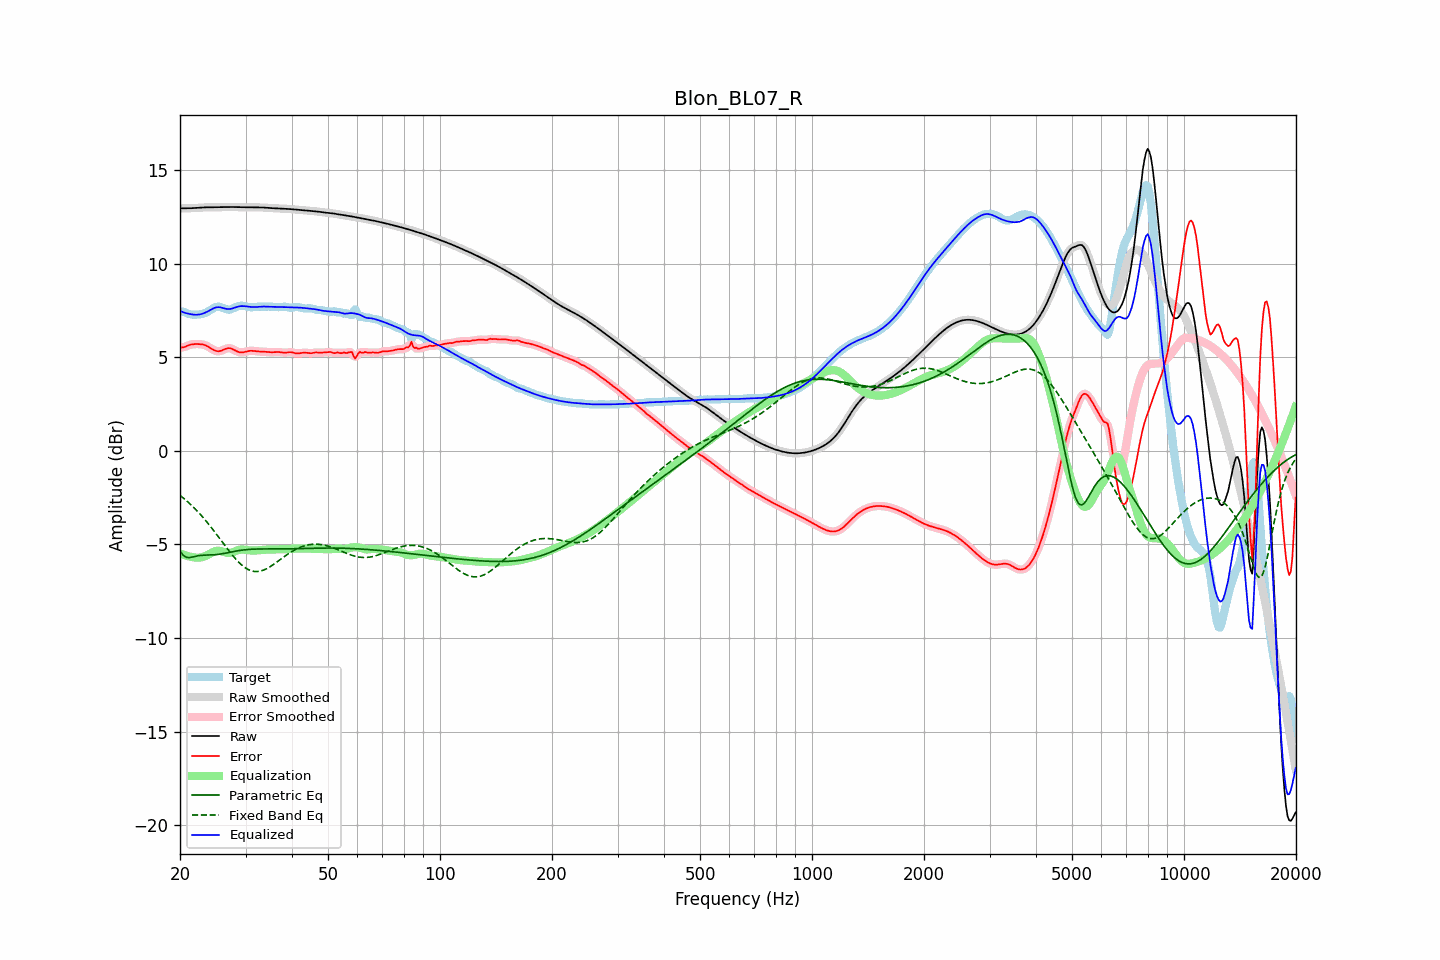 Blon_BL07_R
Amplitude (dBr)
15
10
5
0
−5
−10
−15
−20
Target
Raw Smoothed
Error Smoothed
Raw
Error
Equalization
Parametric Eq
Fixed Band Eq
Equalized
20 50 100 200 500 1000 2000 5000 10000 20000
Frequency (Hz)